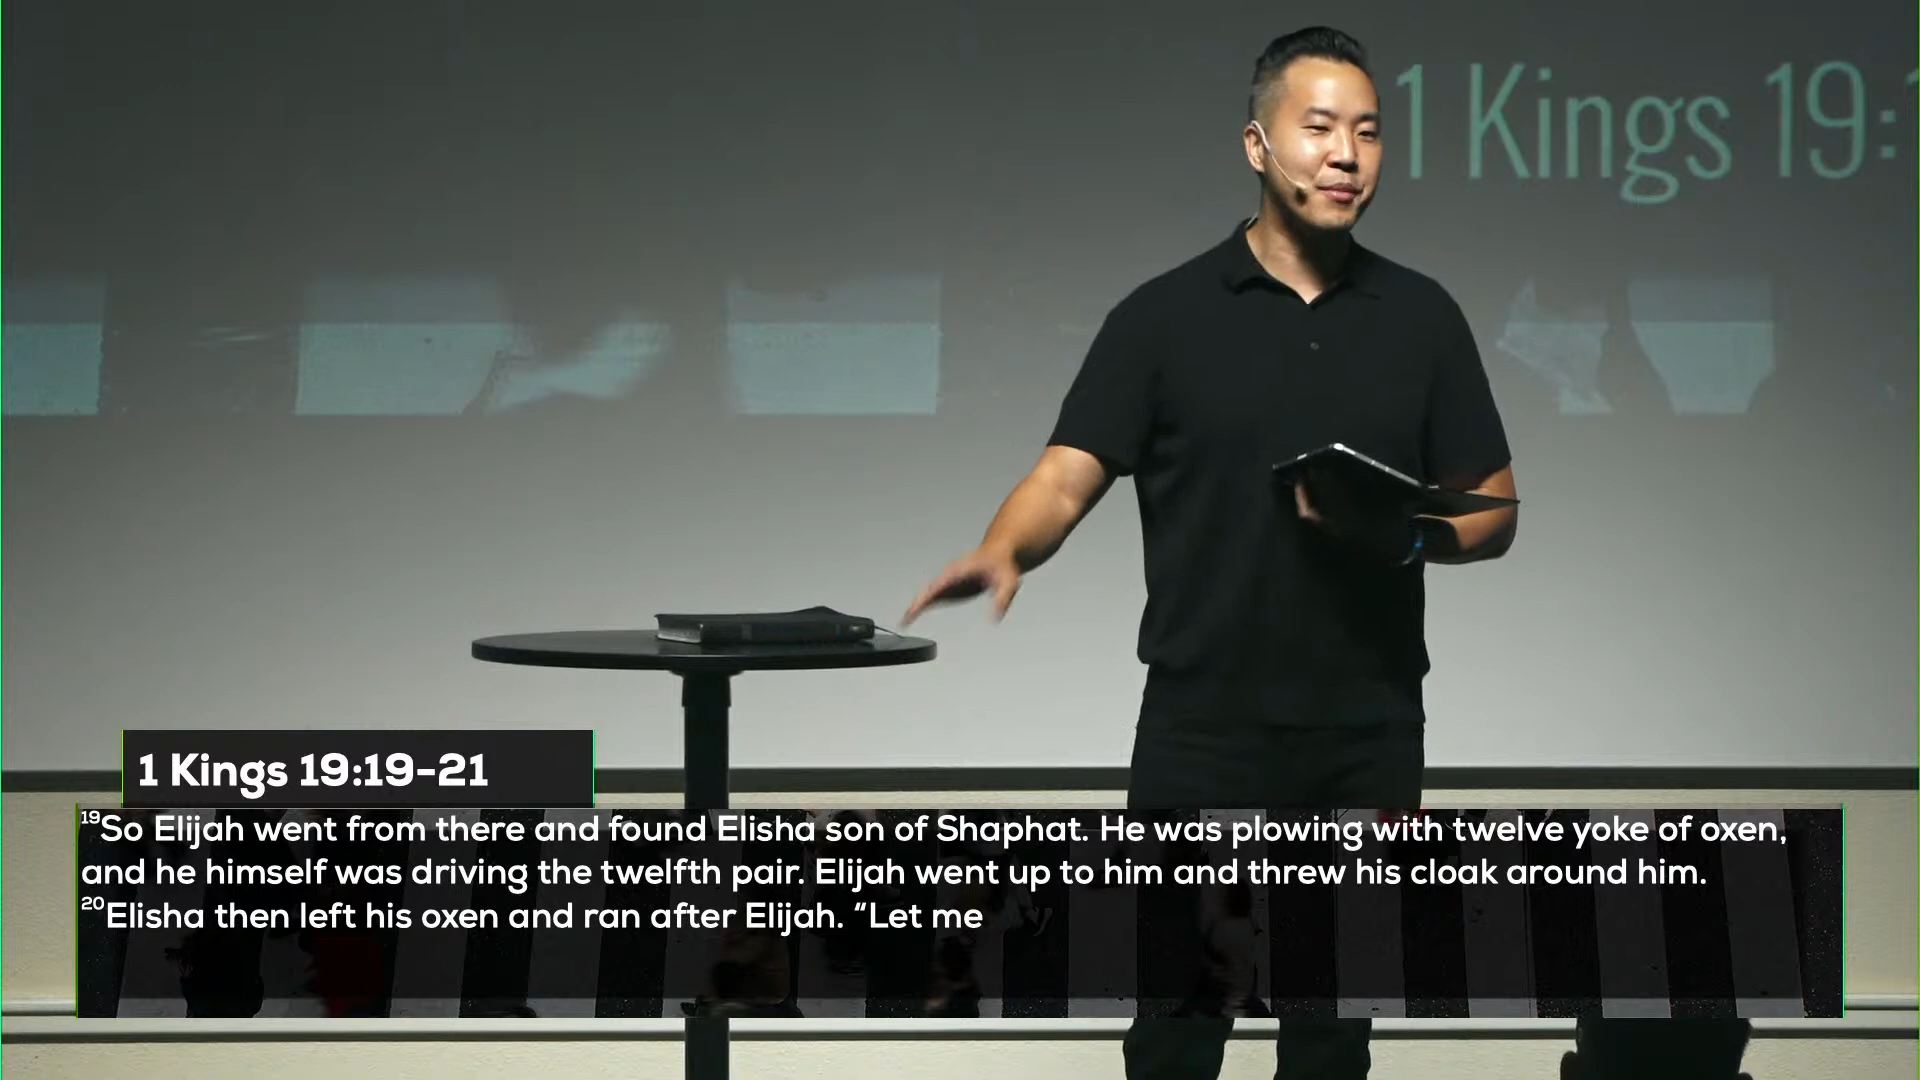 1 Kings 19:
1 Kings 19:19-21
¹⁹So Elijah went from there and found Elisha son of Shaphat. He was plowing with twelve yoke of oxen,
and he himself was driving the twelfth pair. Elijah went up to him and threw his cloak around him.
²⁰Elisha then left his oxen and ran after Elijah. “Let me